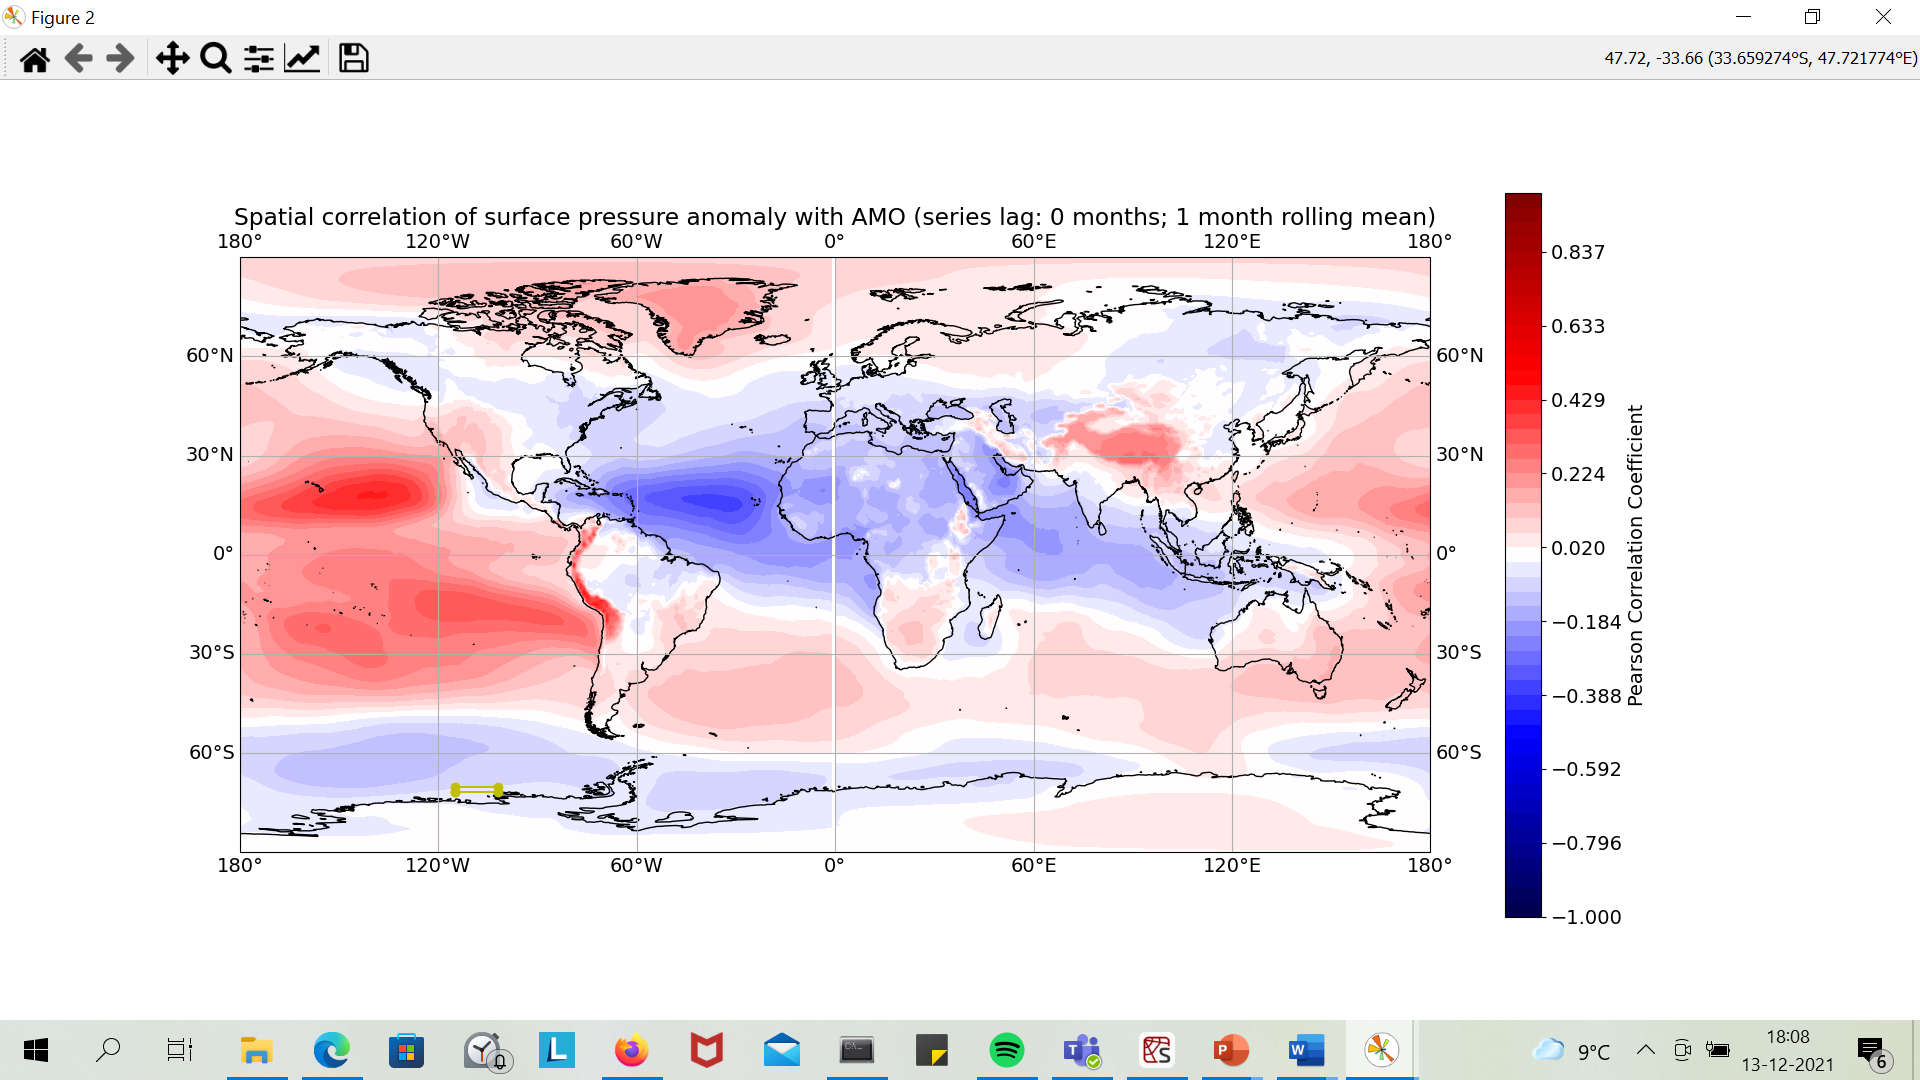 Figure 2
47.72, -33.66 (33.659274°S, 47.721774°E)
Spatial correlation of surface pressure anomaly with AMO (series lag: 0 months; 1 month rolling mean)
180° 120°W 60°W 0° 60°E 120°E 180°
60°N 60°N
30°N 30°N
0° 0°
30°S 30°S
60°S 60°S
180° 120°W 60°W 0° 60°E 120°E 180°
0.837
0.633
0.429
0.224
0.020
−0.184
−0.388
−0.592
−0.796
−1.000
Pearson Correlation Coefficient
L
C:\_
T
P
W
9°C
18:08
13-12-2021
6